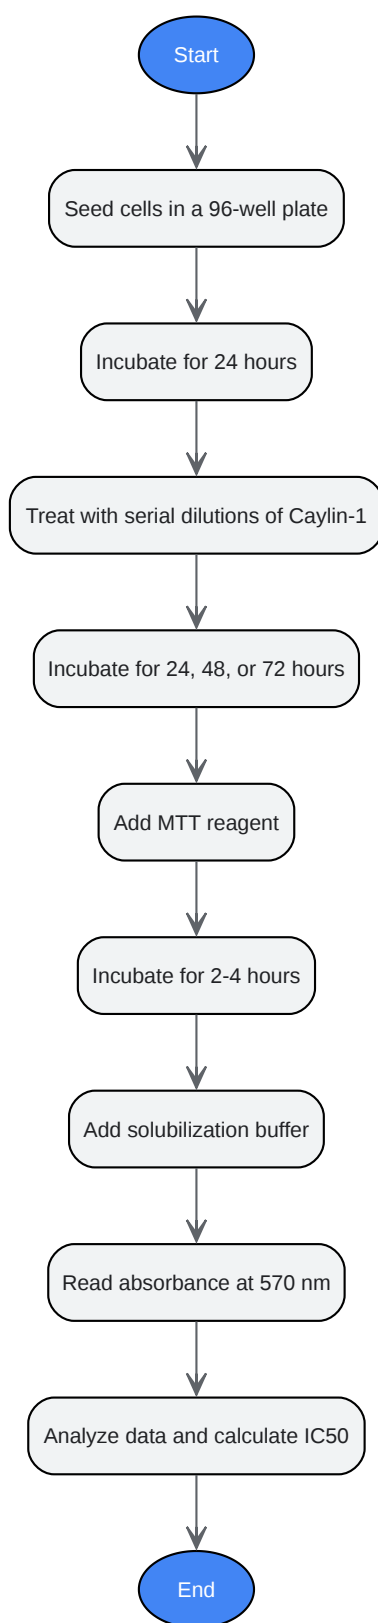 Start
Seed cells in a 96-well plate
Incubate for 24 hours
Treat with serial dilutions of Caylin-1
Incubate for 24, 48, or 72 hours
Add MTT reagent
Incubate for 2-4 hours
Add solubilization buffer
Read absorbance at 570 nm
Analyze data and calculate IC50
End